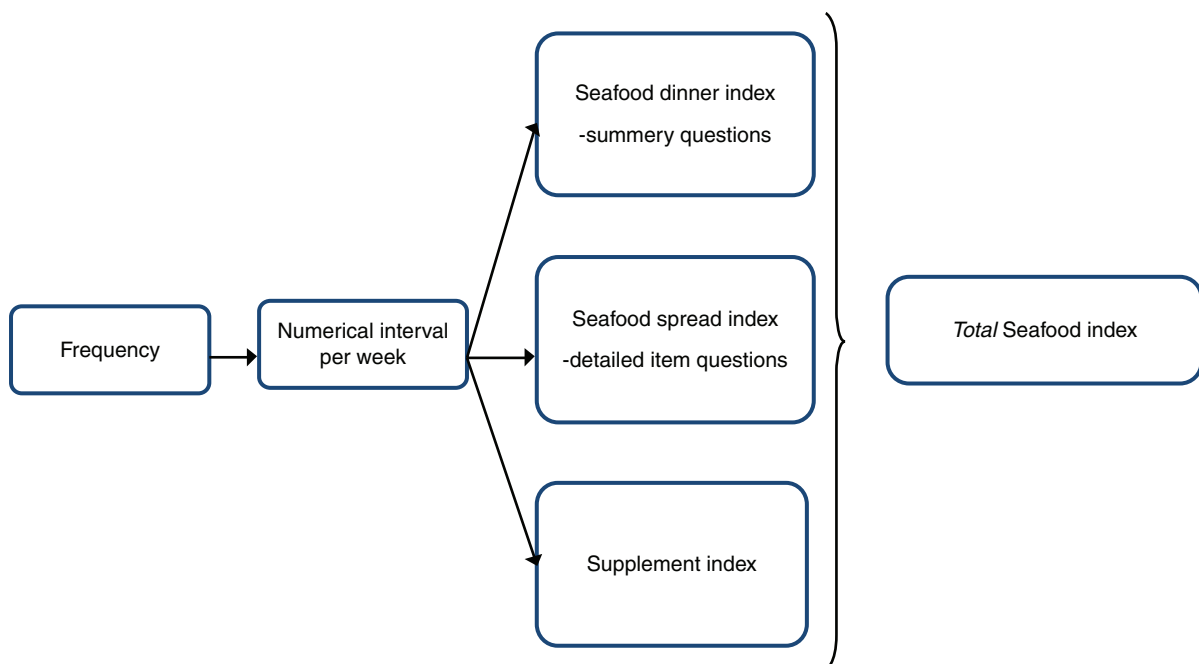 Frequency
Numerical interval
per week
Seafood dinner index
-summery questions
Seafood spread index
-detailed item questions
Supplement index
Total Seafood index